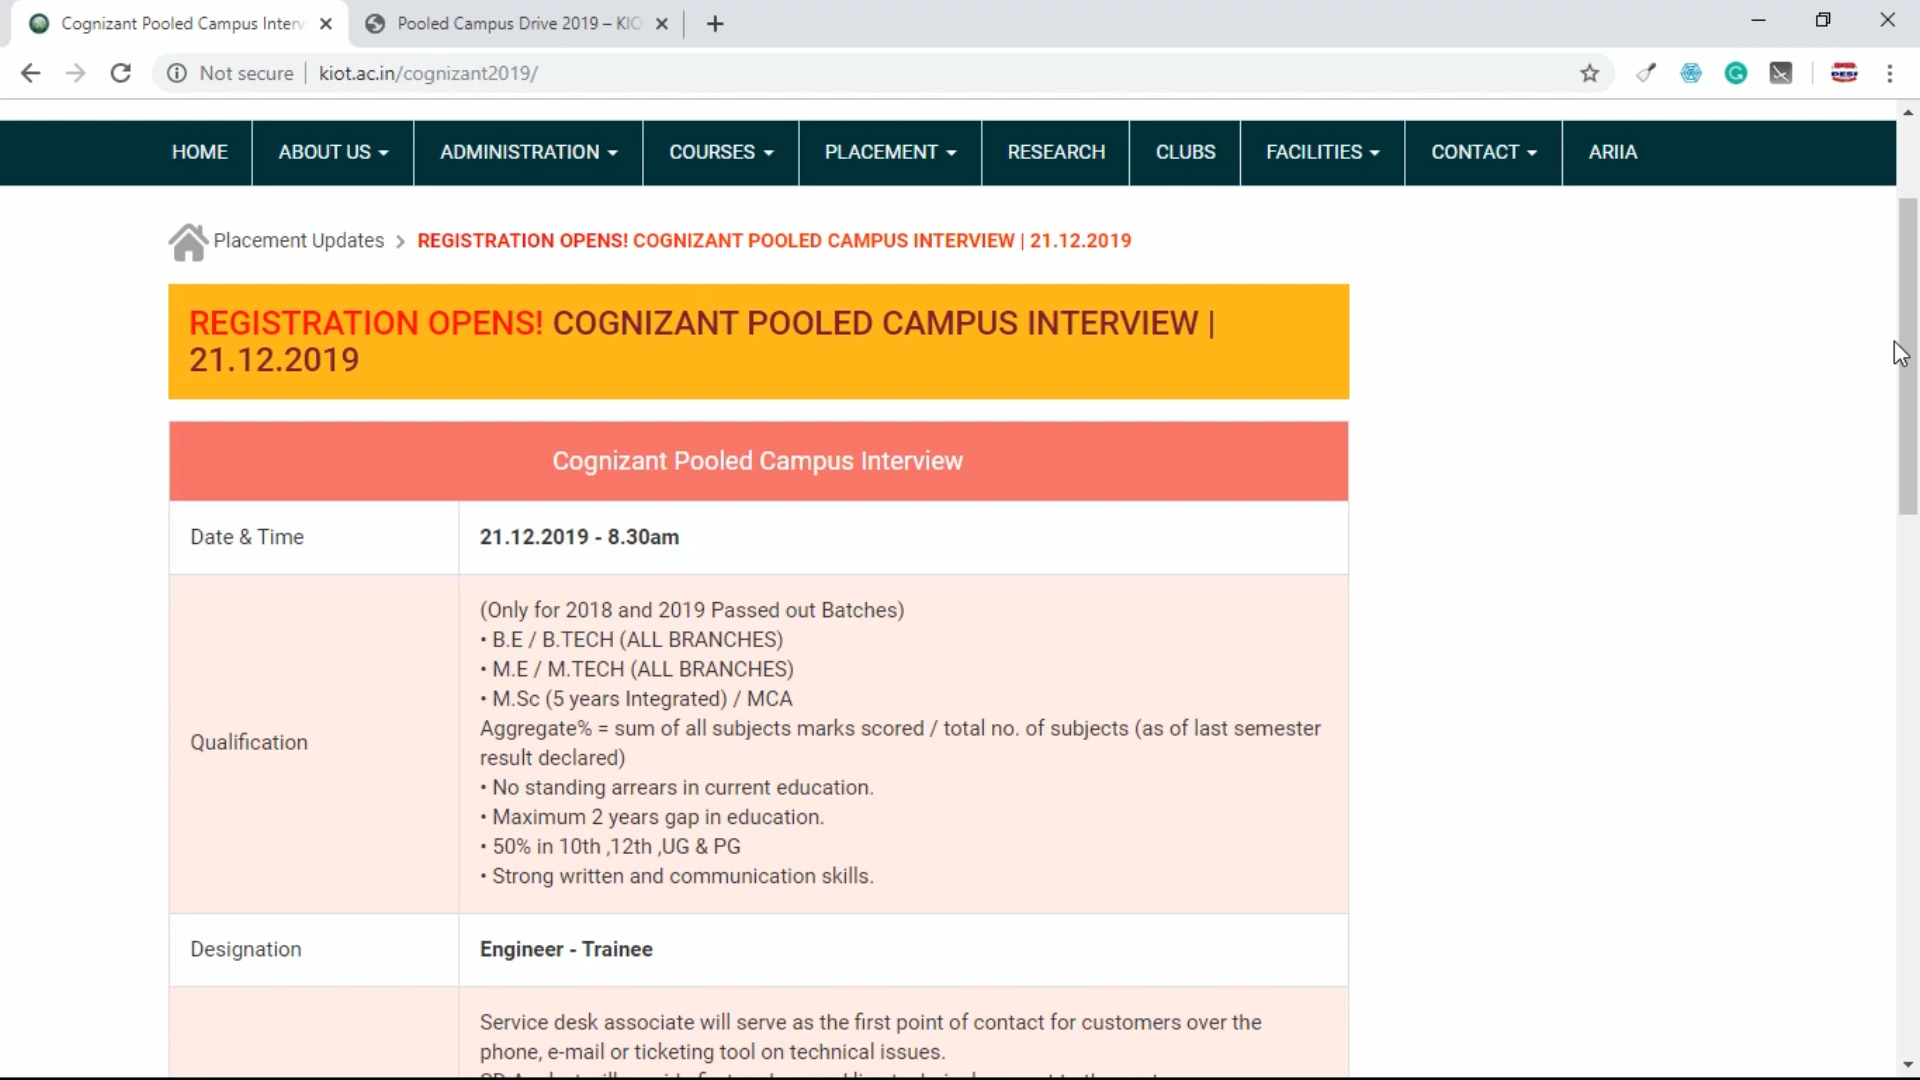 Cognizant Pooled Campus Interv
Pooled Campus Drive 2019 – KIO
Not secure
kiot.ac.in/cognizant2019/
HOME
ABOUT US
ADMINISTRATION
COURSES
PLACEMENT
RESEARCH
CLUBS
FACILITIES
CONTACT
ARIIA
Placement Updates > REGISTRATION OPENS! COGNIZANT POOLED CAMPUS INTERVIEW | 21.12.2019
REGISTRATION OPENS! COGNIZANT POOLED CAMPUS INTERVIEW |
21.12.2019
Cognizant Pooled Campus Interview
Date & Time
21.12.2019 - 8.30am
Qualification
(Only for 2018 and 2019 Passed out Batches)
• B.E / B.TECH (ALL BRANCHES)
• M.E / M.TECH (ALL BRANCHES)
• M.Sc (5 years Integrated) / MCA
Aggregate% = sum of all subjects marks scored / total no. of subjects (as of last semester
result declared)
• No standing arrears in current education.
• Maximum 2 years gap in education.
• 50% in 10th ,12th ,UG & PG
• Strong written and communication skills.
Designation
Engineer - Trainee
Service desk associate will serve as the first point of contact for customers over the
phone, e-mail or ticketing tool on technical issues.